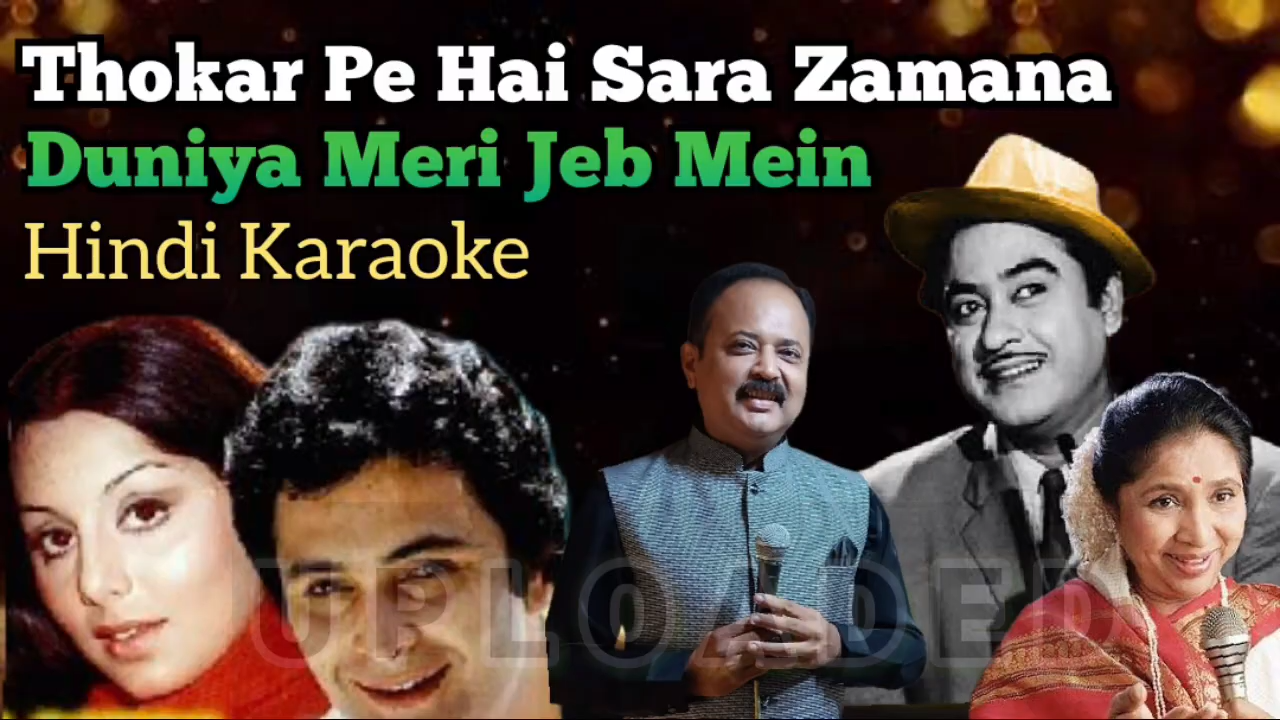 Thokar Pe Hai Sara Zamana
Duniya Meri Jeb Mein
Hindi Karaoke
UPLOADED